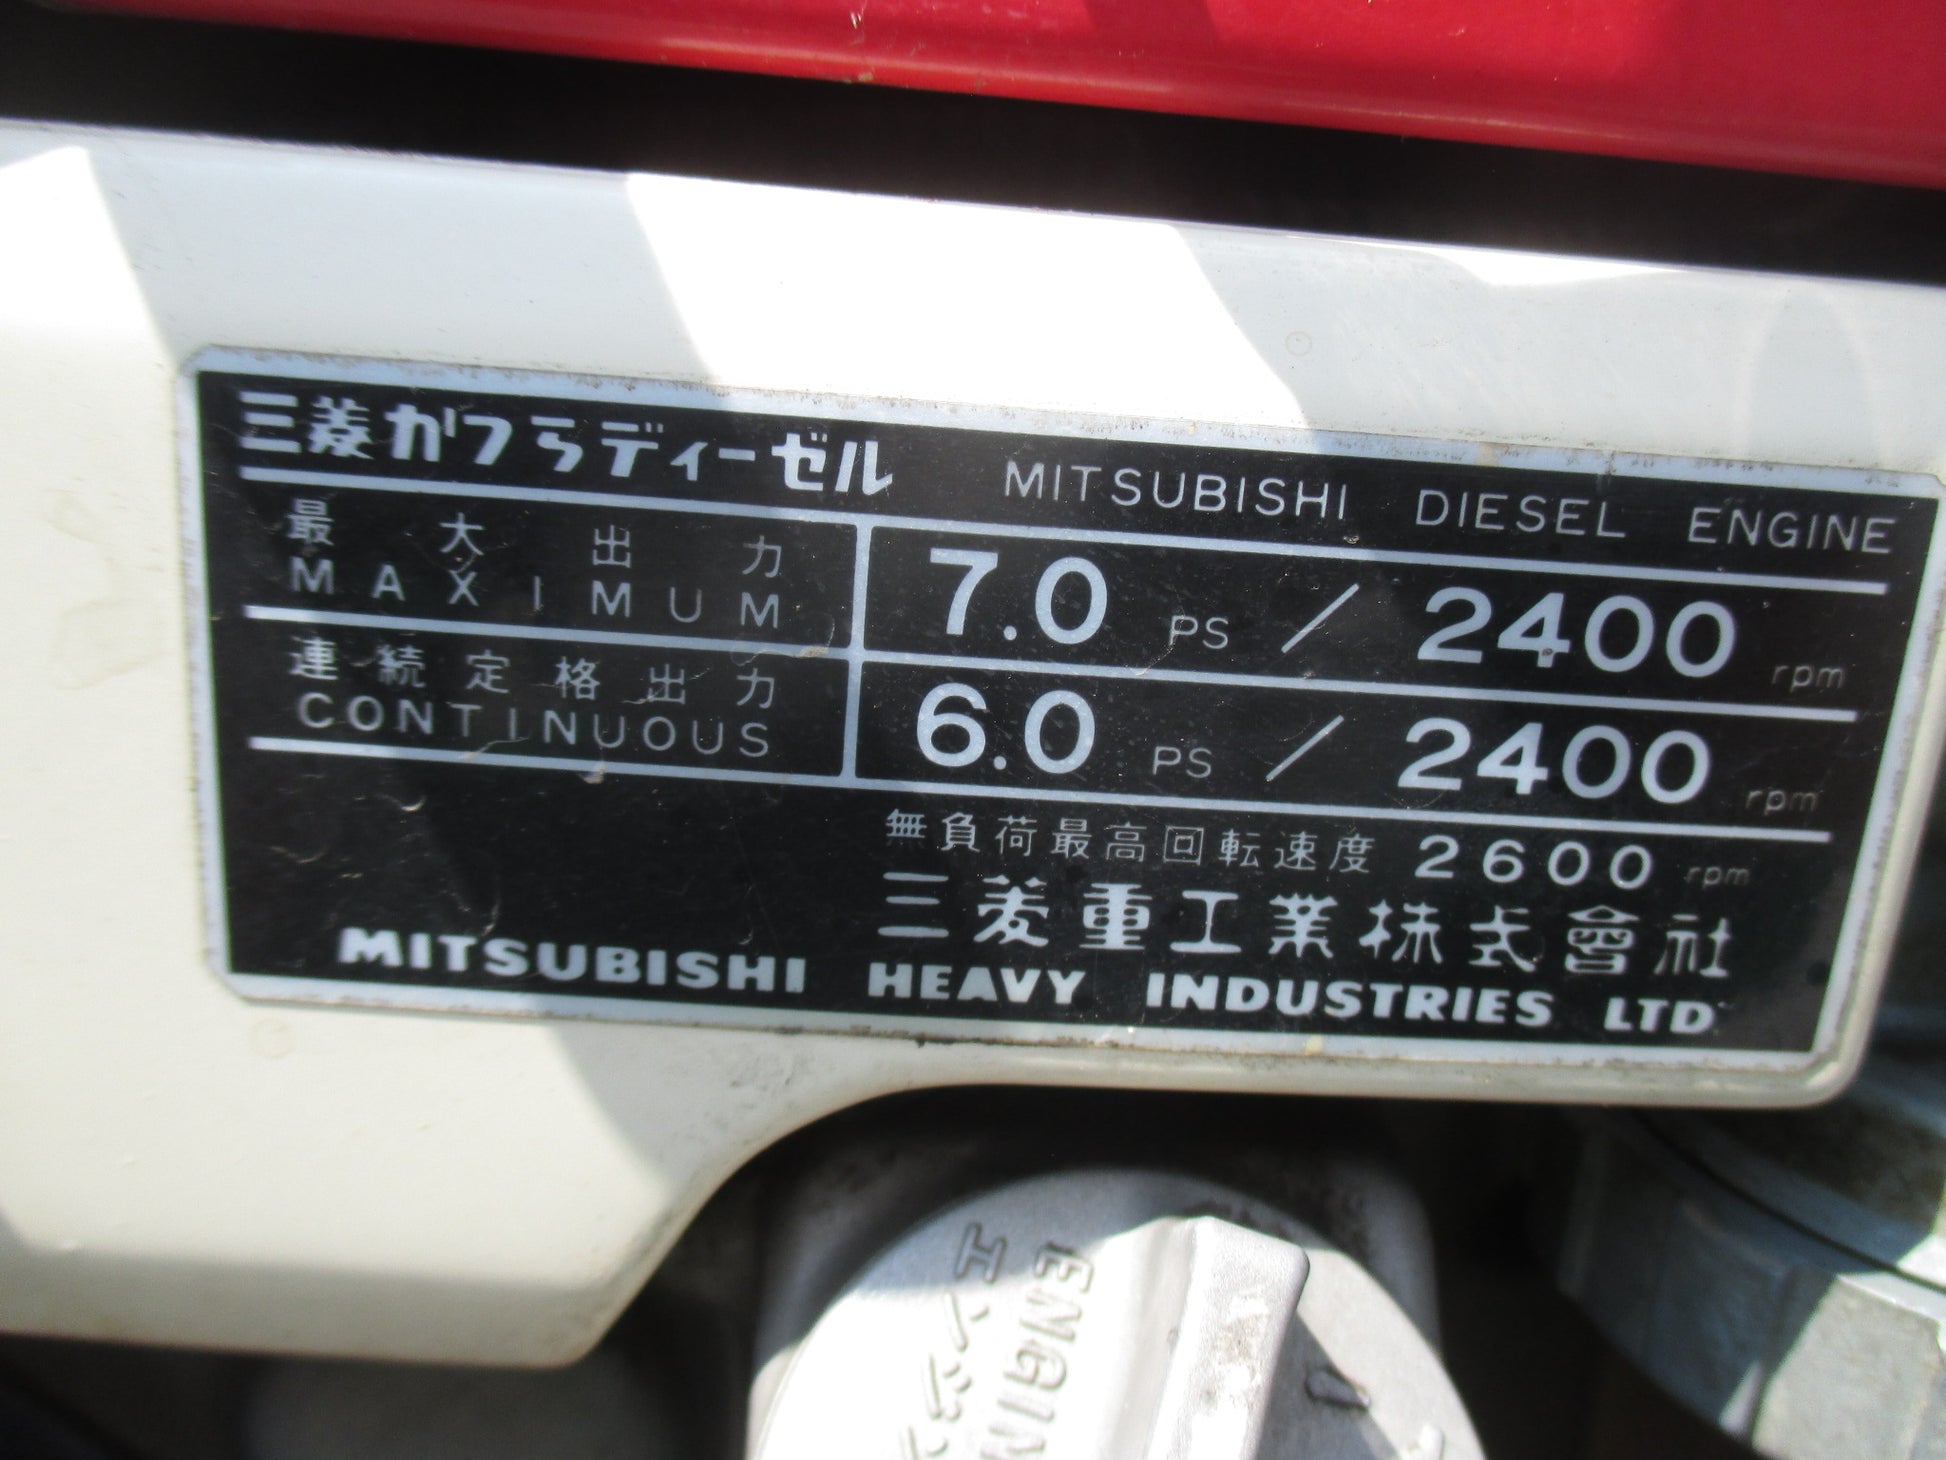 三菱かつらディーゼル MITSUBISHI DIESEL ENGINE
最大出力 7.0 PS / 2400 rpm
MAXIMUM
連続定格出力 6.0 PS / 2400 rpm
CONTINUOUS
無負荷最高回転速度 2600 rpm
三菱重工業株式會社
MITSUBISHI HEAVY INDUSTRIES LTD